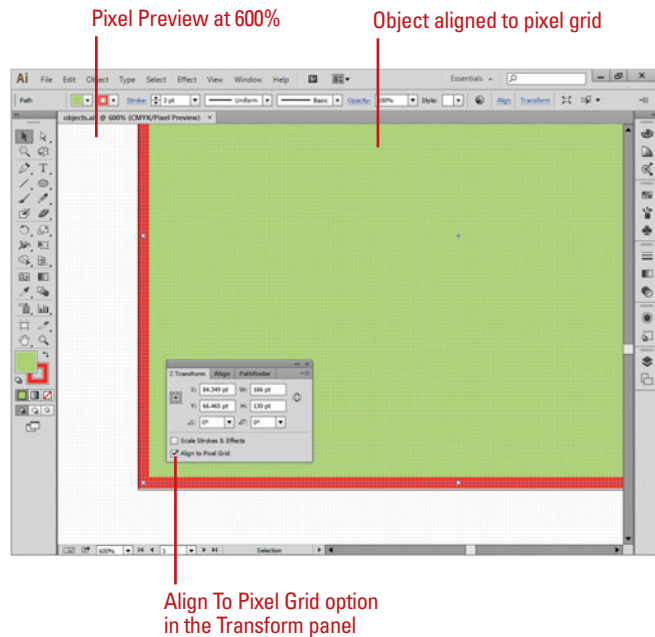 Pixel Preview at 600%
Object aligned to pixel grid
Ai File Edit Object Type Select Effect View Window Help Br Essentials
Path Stroke: 3 pt Uniform Basic Opacity: 100% Style: Align Transform
objects.ai @ 600% (CMYK/Pixel Preview) ×
Transform Align Pathfinder
X: 84.349 pt W: 166 pt
Y: 66.465 pt H: 130 pt
0° 0°
Scale Strokes & Effects
Align to Pixel Grid
600% 3 Selection
Align To Pixel Grid option
in the Transform panel